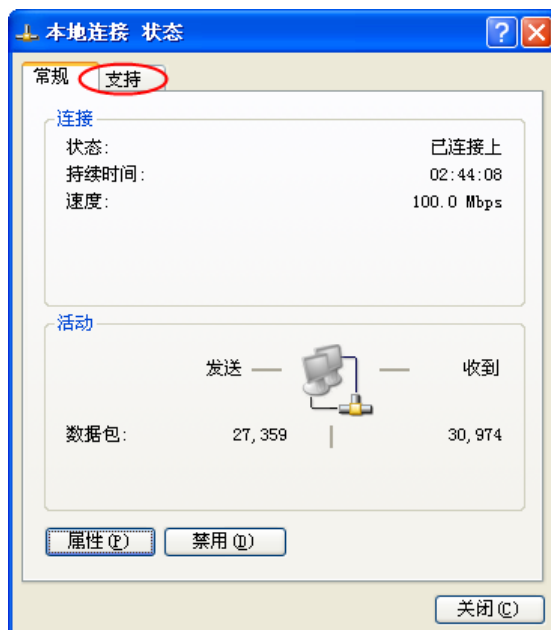 本地连接 状态
常规 支持
连接
状态: 已连接上
持续时间: 02:44:08
速度: 100.0 Mbps
活动
发送 — — 收到
数据包: 27,359 | 30,974
属性(P) 禁用(D)
关闭(C)